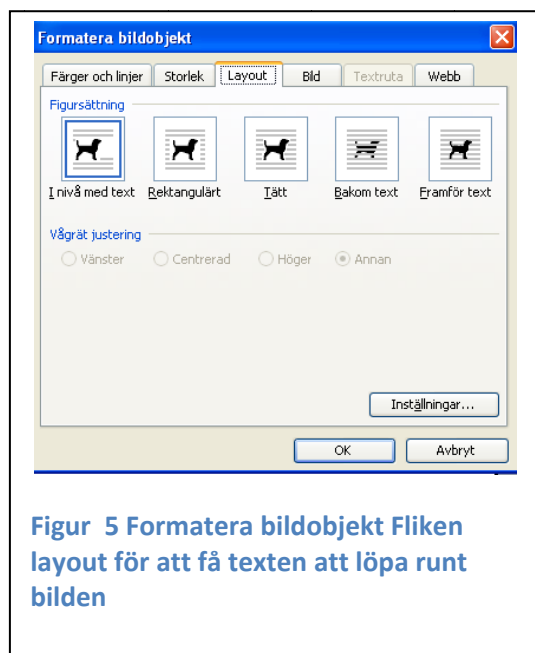 Formatera bildobjekt
Färger och linjer Storlek Layout Bild Textruta Webb
Figursättning
I nivå med text Rektangulärt Tätt Bakom text Framför text
Vågrät justering
Vänster Centrerad Höger Annan
Inställningar...
OK Avbryt
Figur 5 Formatera bildobjekt Fliken
layout för att få texten att löpa runt
bilden